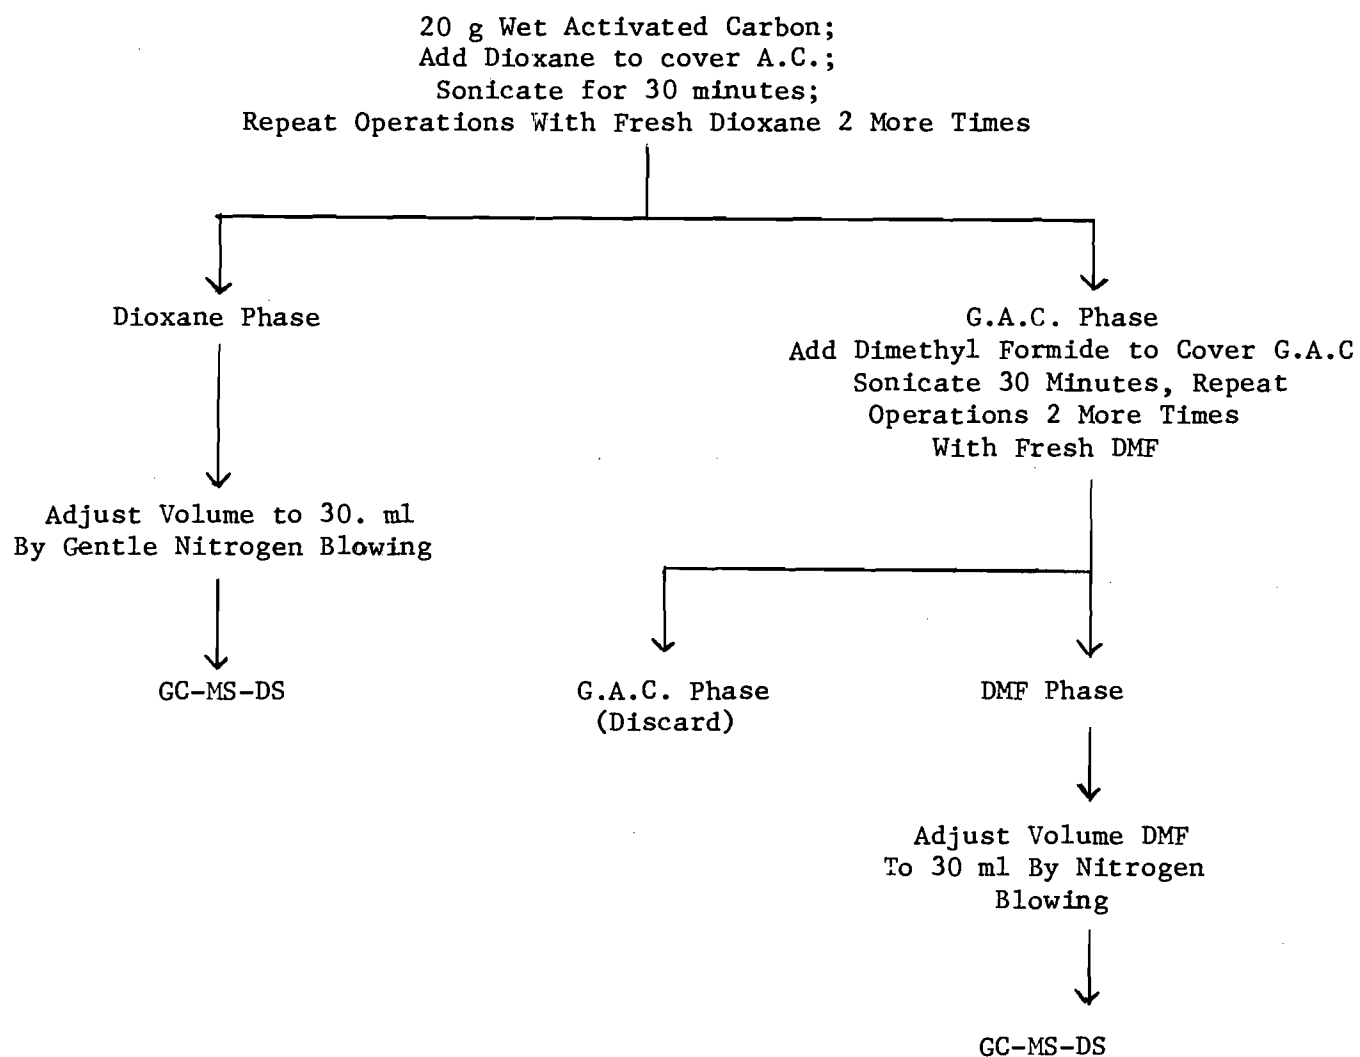 20 g Wet Activated Carbon;
Add Dioxane to cover A.C.;
Sonicate for 30 minutes;
Repeat Operations With Fresh Dioxane 2 More Times
Dioxane Phase
Adjust Volume to 30. ml
By Gentle Nitrogen Blowing
GC-MS-DS
G.A.C. Phase
Add Dimethyl Formide to Cover G.A.C
Sonicate 30 Minutes, Repeat
Operations 2 More Times
With Fresh DMF
G.A.C. Phase
(Discard)
DMF Phase
Adjust Volume DMF
To 30 ml By Nitrogen
Blowing
GC-MS-DS